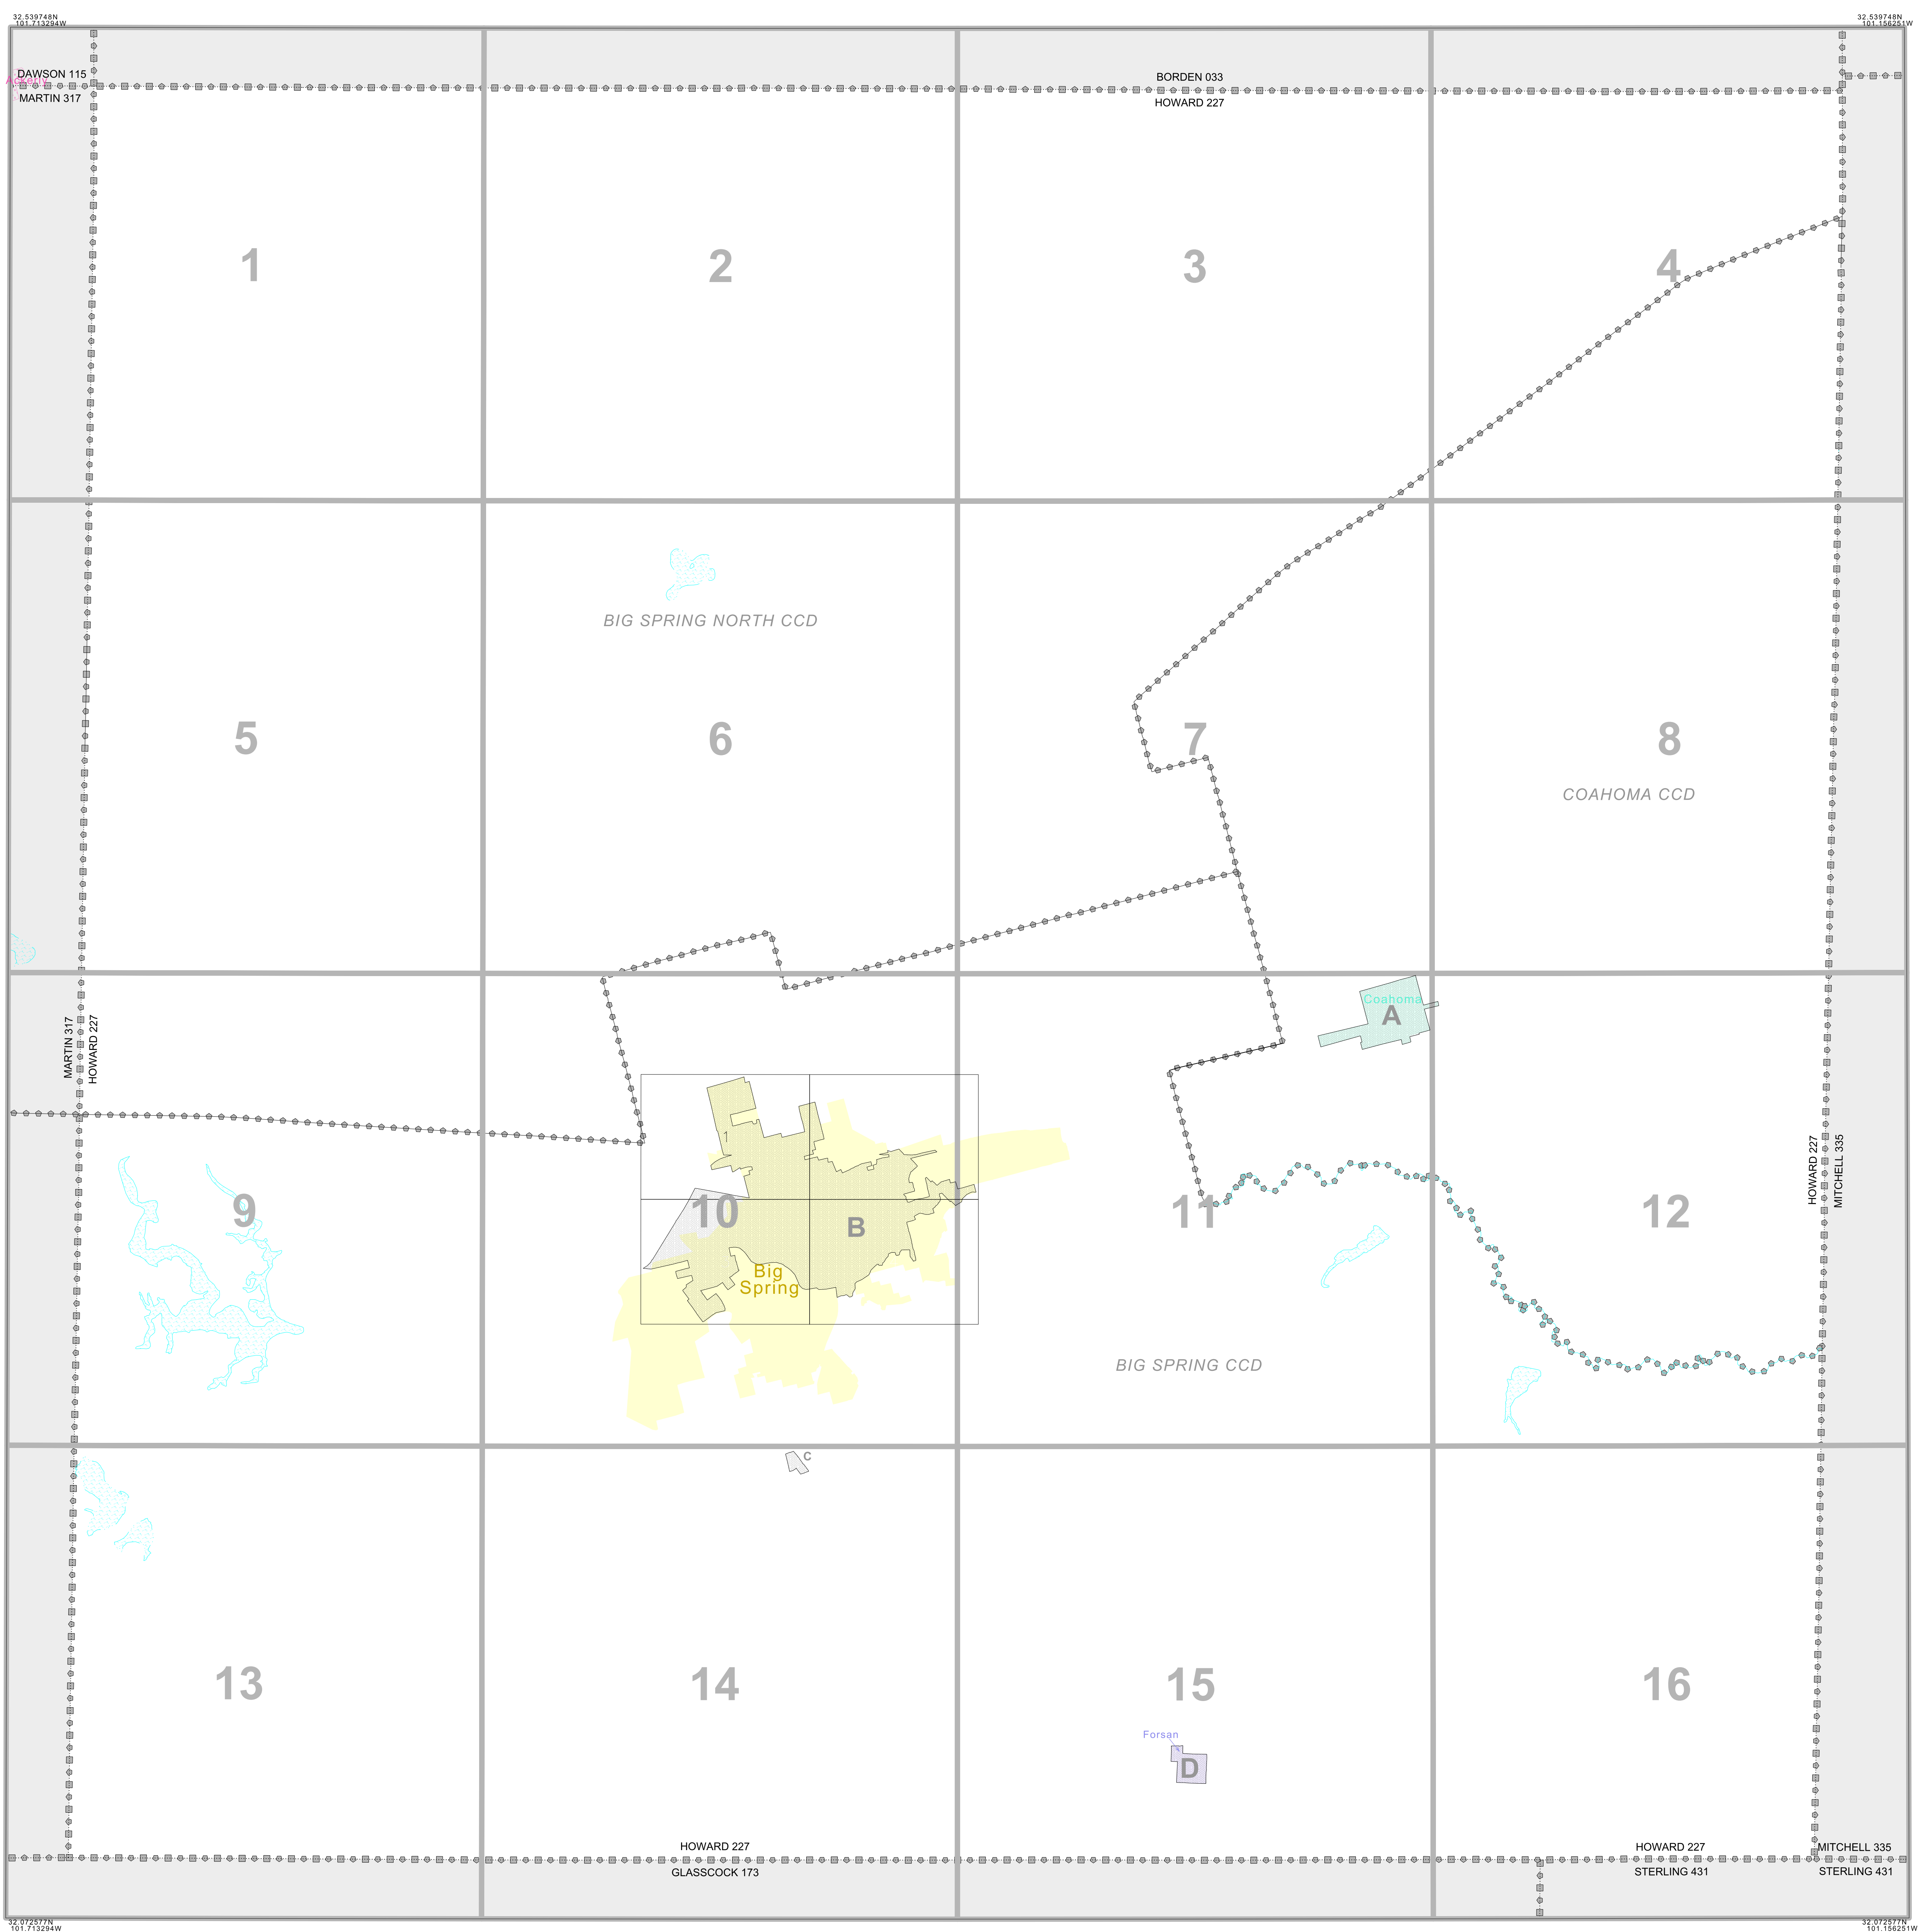 32.539748N
101.713294W
32.539748N
101.156251W
DAWSON 115
Ackerly
MARTIN 317
BORDEN 033
HOWARD 227
1
2
3
4
BIG SPRING NORTH CCD
5
6
7
8
COAHOMA CCD
Coahoma
A
MARTIN 317
HOWARD 227
1
9
10
B
11
12
HOWARD 227
MITCHELL 335
Big
Spring
BIG SPRING CCD
C
13
14
15
16
Forsan
D
HOWARD 227
GLASSCOCK 173
HOWARD 227
STERLING 431
MITCHELL 335
STERLING 431
32.072577N
101.713294W
32.072577N
101.156251W